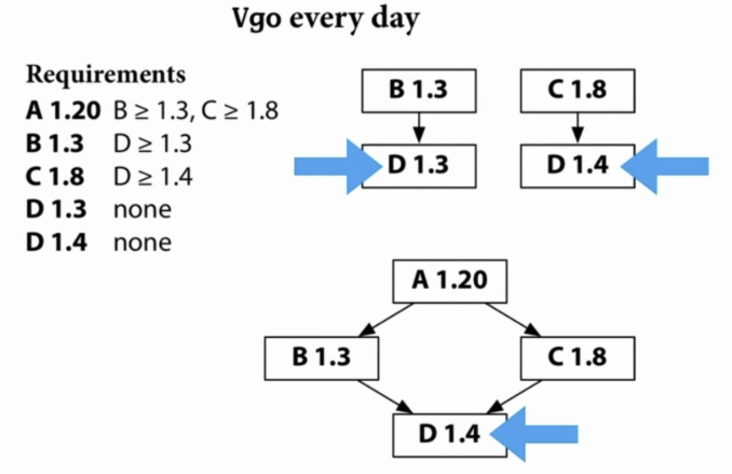 Vgo every day
Requirements
A 1.20 B ≥ 1.3, C ≥ 1.8
B 1.3 D ≥ 1.3
C 1.8 D ≥ 1.4
D 1.3 none
D 1.4 none
B 1.3 C 1.8
D 1.3 D 1.4
A 1.20
B 1.3 C 1.8
D 1.4